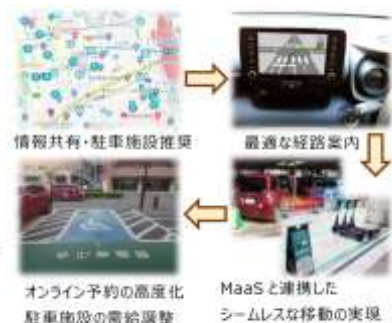 情報共有・駐車施設推奨
最適な経路案内
オンライン予約の高度化
駐車施設の需給調整
MaaSと連携した
シームレスな移動の実現